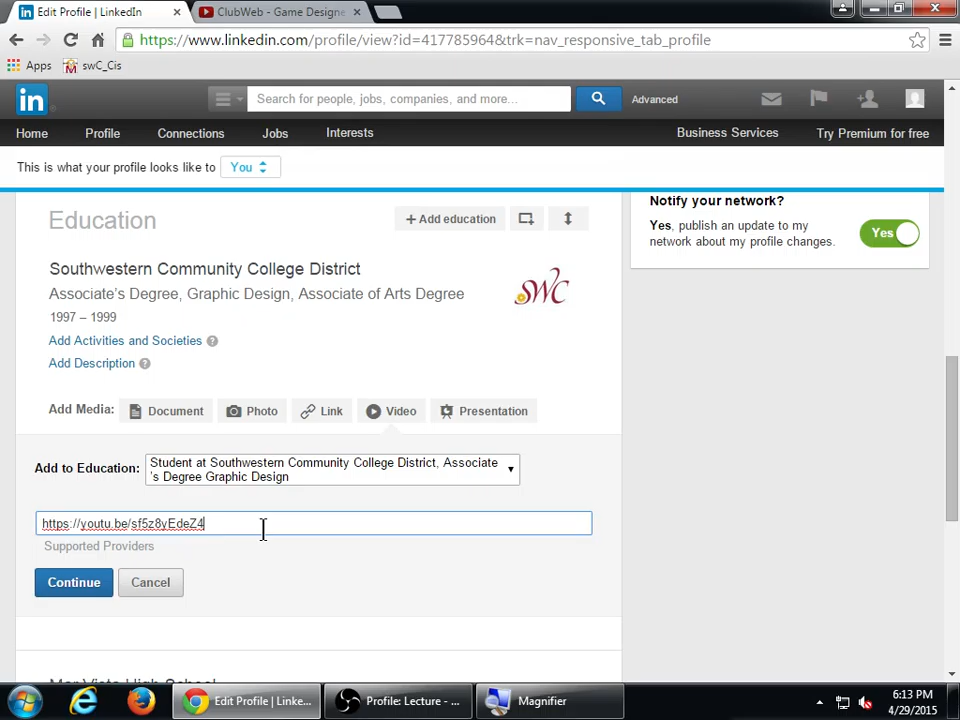 Edit Profile | LinkedIn
ClubWeb - Game Designe
https://www.linkedin.com/profile/view?id=417785964&trk=nav_responsive_tab_profile
Apps swC_Cis
in Search for people, jobs, companies, and more... Advanced
Home Profile Connections Jobs Interests Business Services Try Premium for free
This is what your profile looks like to You
Education
+ Add education
Notify your network?
Yes, publish an update to my
network about my profile changes.
Yes
Southwestern Community College District
Associate's Degree, Graphic Design, Associate of Arts Degree
1997 – 1999
SWC
Add Activities and Societies ?
Add Description ?
Add Media: Document Photo Link Video Presentation
Add to Education:
Student at Southwestern Community College District, Associate
's Degree Graphic Design
https://youtu.be/sf5z8yEdeZ4
Supported Providers
Continue Cancel
Mar Vista High School
Edit Profile | Linke...
Profile: Lecture - ...
Magnifier
6:13 PM
4/29/2015